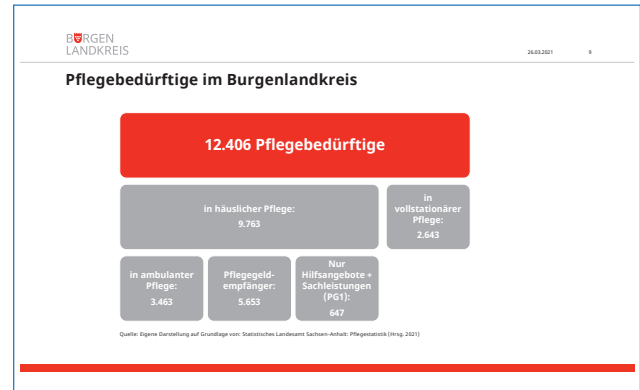 BURGEN
LANDKREIS
26.03.2021
9
Pflegebedürftige im Burgenlandkreis
12.406 Pflegebedürftige
in häuslicher Pflege:
9.763
in
vollstationärer
Pflege:
2.643
in ambulanter
Pflege:
3.463
Pflegegeld-
empfänger:
5.653
Nur
Hilfsangebote +
Sachleistungen
(PG1):
647
Quelle: Eigene Darstellung auf Grundlage von: Statistisches Landesamt Sachsen-Anhalt: Pflegestatistik (Hrsg. 2021)